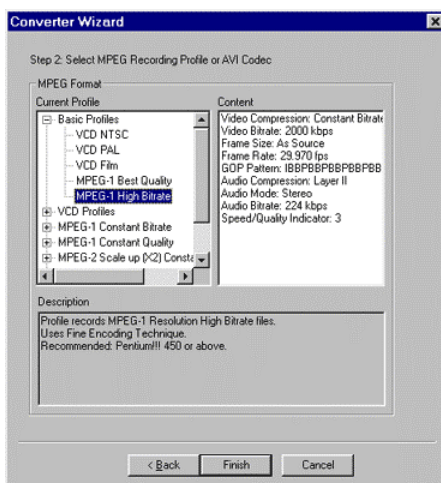 Converter Wizard
Step 2: Select MPEG Recording Profile or AVI Codec
MPEG Format
Current Profile
Basic Profiles
VCD NTSC
VCD PAL
VCD Film
MPEG-1 Best Quality
MPEG-1 High Bitrate
VCD Profiles
MPEG-1 Constant Bitrate
MPEG-1 Constant Quality
MPEG-2 Scale up (X2) Consta
Content
Video Compression: Constant Bitrate
Video Bitrate: 2000 kbps
Frame Size: As Source
Frame Rate: 29.970 fps
GOP Pattern: IBBPBBPBBPBBPBB
Audio Compression: Layer II
Audio Mode: Stereo
Audio Bitrate: 224 kbps
Speed/Quality Indicator: 3
Description
Profile records MPEG-1 Resolution High Bitrate files.
Uses Fine Encoding Technique.
Recommended: Pentium!!! 450 or above.
< Back
Finish
Cancel